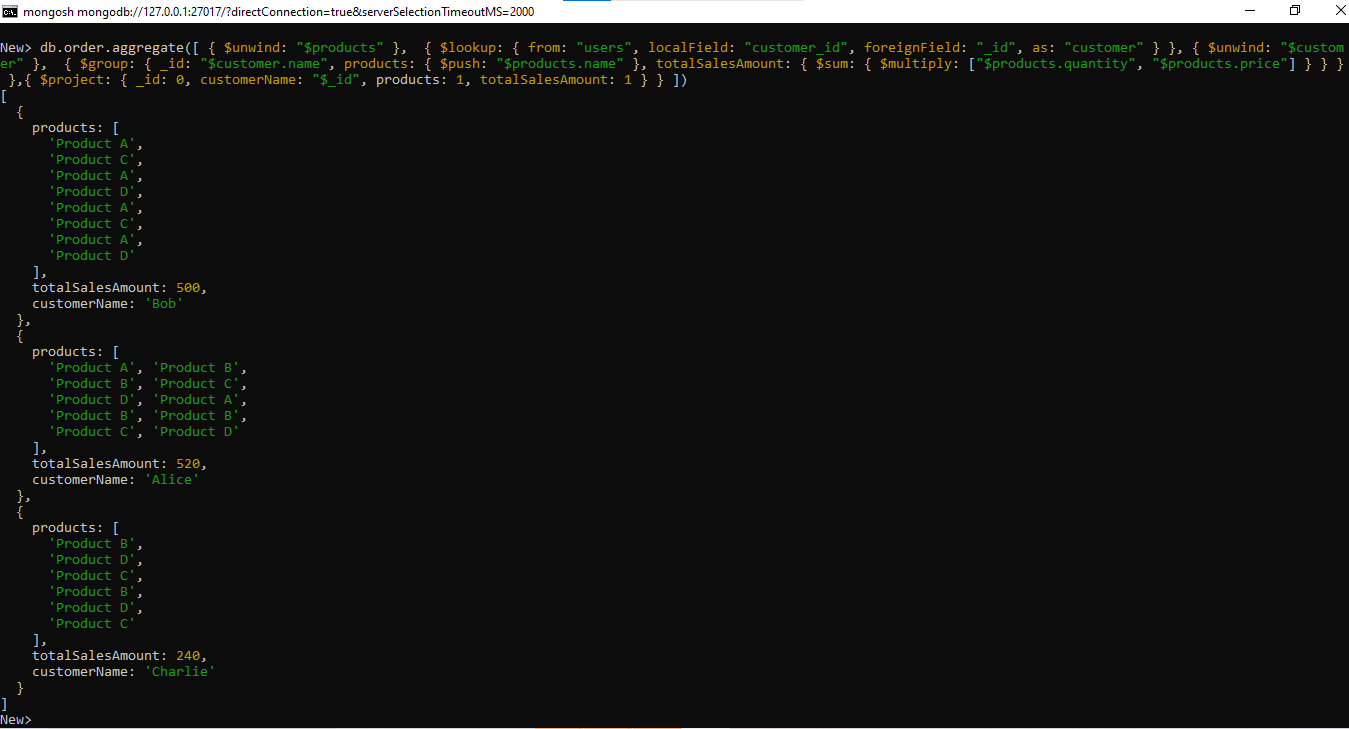 mongosh mongodb://127.0.0.1:27017/?directConnection=true&serverSelectionTimeoutMS=2000
New> db.order.aggregate([ { $unwind: "$products" },  { $lookup: { from: "users", localField: "customer_id", foreignField: "_id", as: "customer" } }, { $unwind: "$custom
er" },  { $group: { _id: "$customer.name", products: { $push: "$products.name" }, totalSalesAmount: { $sum: { $multiply: ["$products.quantity", "$products.price"] } } }
 },{ $project: { _id: 0, customerName: "$_id", products: 1, totalSalesAmount: 1 } } ])
[
  {
    products: [
      'Product A',
      'Product C',
      'Product A',
      'Product D',
      'Product A',
      'Product C',
      'Product A',
      'Product D'
    ],
    totalSalesAmount: 500,
    customerName: 'Bob'
  },
  {
    products: [
      'Product A', 'Product B',
      'Product B', 'Product C',
      'Product D', 'Product A',
      'Product B', 'Product B',
      'Product C', 'Product D'
    ],
    totalSalesAmount: 520,
    customerName: 'Alice'
  },
  {
    products: [
      'Product B',
      'Product D',
      'Product C',
      'Product B',
      'Product D',
      'Product C'
    ],
    totalSalesAmount: 240,
    customerName: 'Charlie'
  }
]
New>